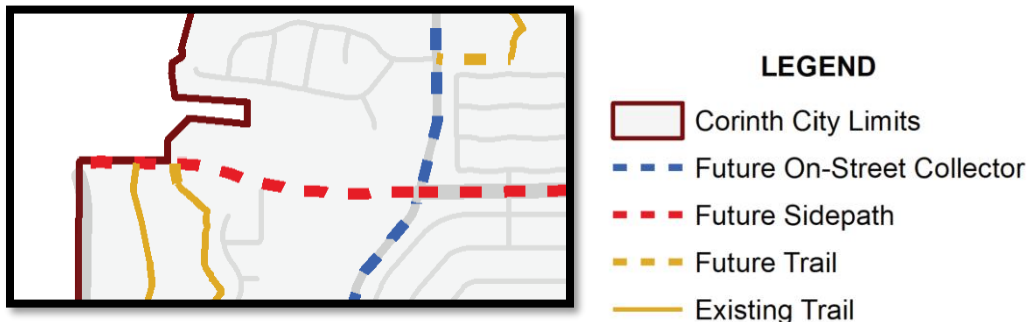 LEGEND
Corinth City Limits
Future On-Street Collector
Future Sidepath
Future Trail
Existing Trail